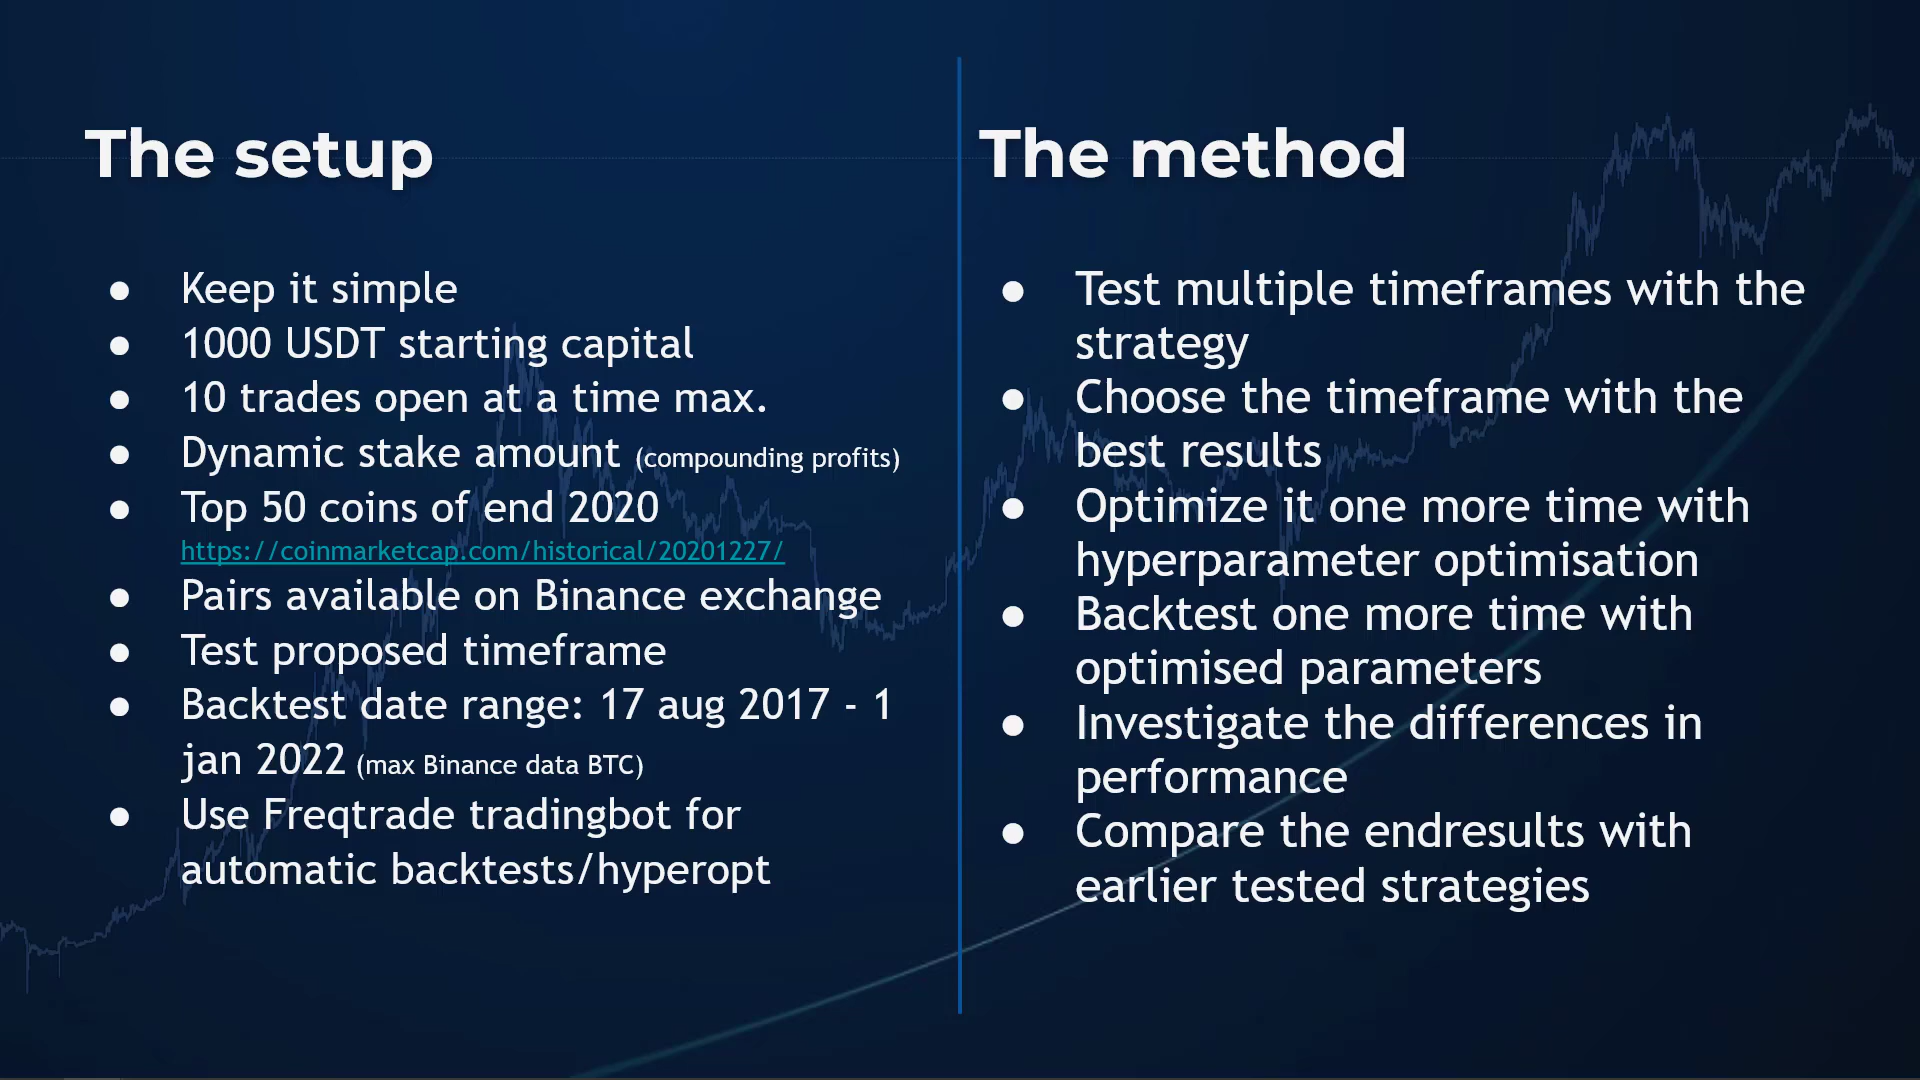 The setup
● Keep it simple
● 1000 USDT starting capital
● 10 trades open at a time max.
● Dynamic stake amount (compounding profits)
● Top 50 coins of end 2020
https://coinmarketcap.com/historical/20201227/
● Pairs available on Binance exchange
● Test proposed timeframe
● Backtest date range: 17 aug 2017 - 1
jan 2022 (max Binance data BTC)
● Use Freqtrade tradingbot for
automatic backtests/hyperopt
The method
● Test multiple timeframes with the
strategy
● Choose the timeframe with the
best results
● Optimize it one more time with
hyperparameter optimisation
● Backtest one more time with
optimised parameters
● Investigate the differences in
performance
● Compare the endresults with
earlier tested strategies